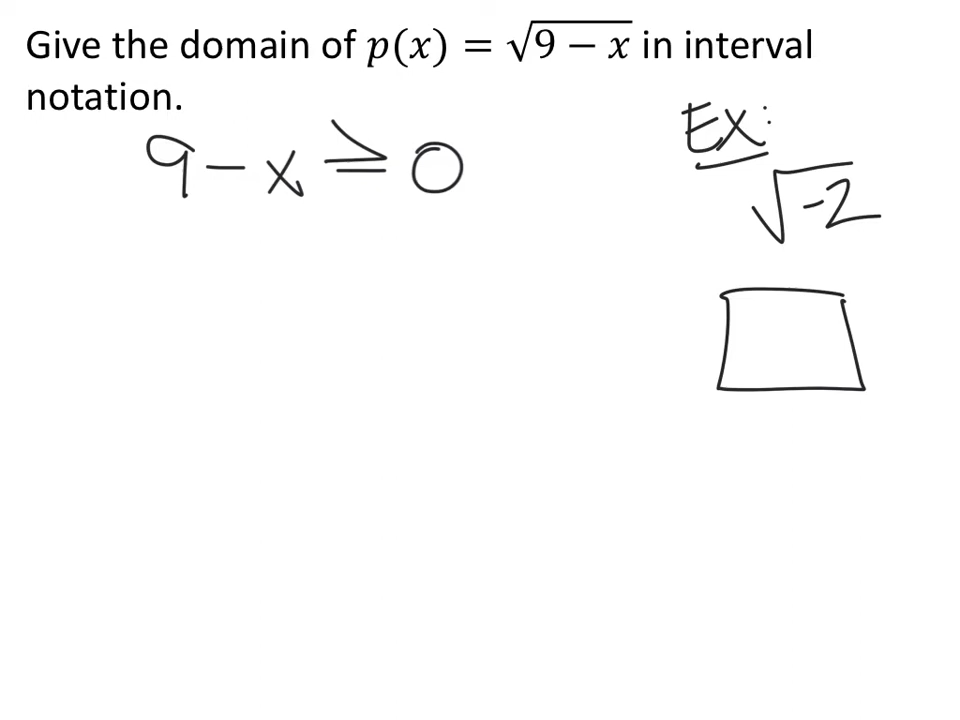 Give the domain of p(x) = √9 − x in interval
notation.
9 − x ≥ 0
Ex:
√−2